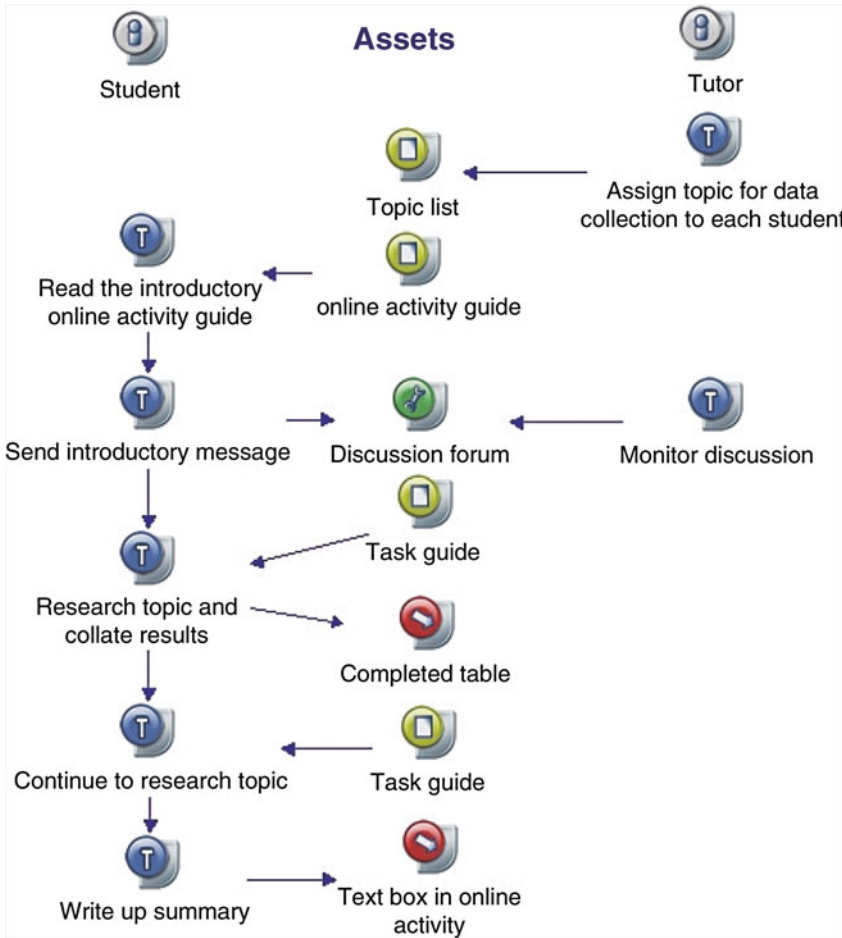 Assets
Student
Tutor
Topic list
Assign topic for data
collection to each student
Read the introductory
online activity guide
online activity guide
Send introductory message
Discussion forum
Monitor discussion
Task guide
Research topic and
collate results
Completed table
Continue to research topic
Task guide
Write up summary
Text box in online
activity